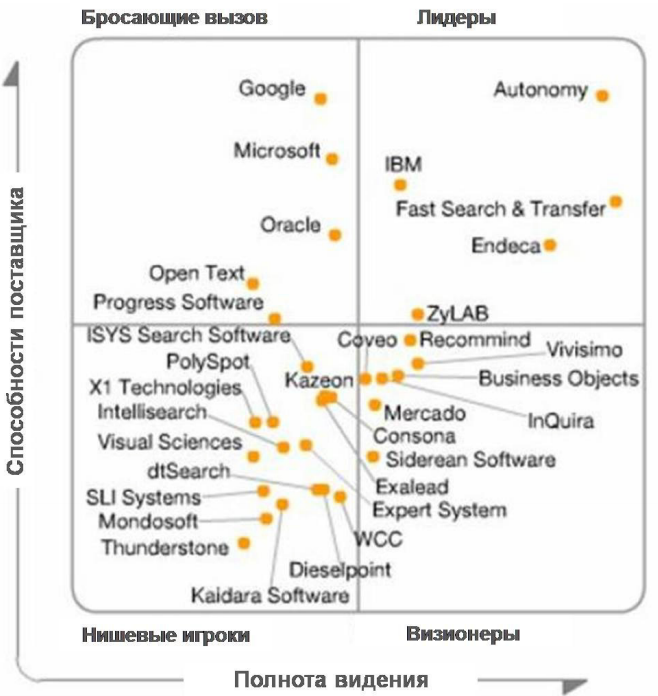 Бросающие вызов
Лидеры
Google
Autonomy
Microsoft
IBM
Fast Search & Transfer
Oracle
Endeca
Open Text
Progress Software
ZyLAB
ISYS Search Software
Coveo
Recommind
Vivisimo
PolySpot
Kazeon
Business Objects
X1 Technologies
Intellisearch
Mercado
InQuira
Consona
Visual Sciences
Siderean Software
dtSearch
Exalead
SLI Systems
Expert System
Mondosoft
WCC
Thunderstone
Dieselpoint
Kaidara Software
Нишевые игроки
Визионеры
Способности поставщика
Полнота видения